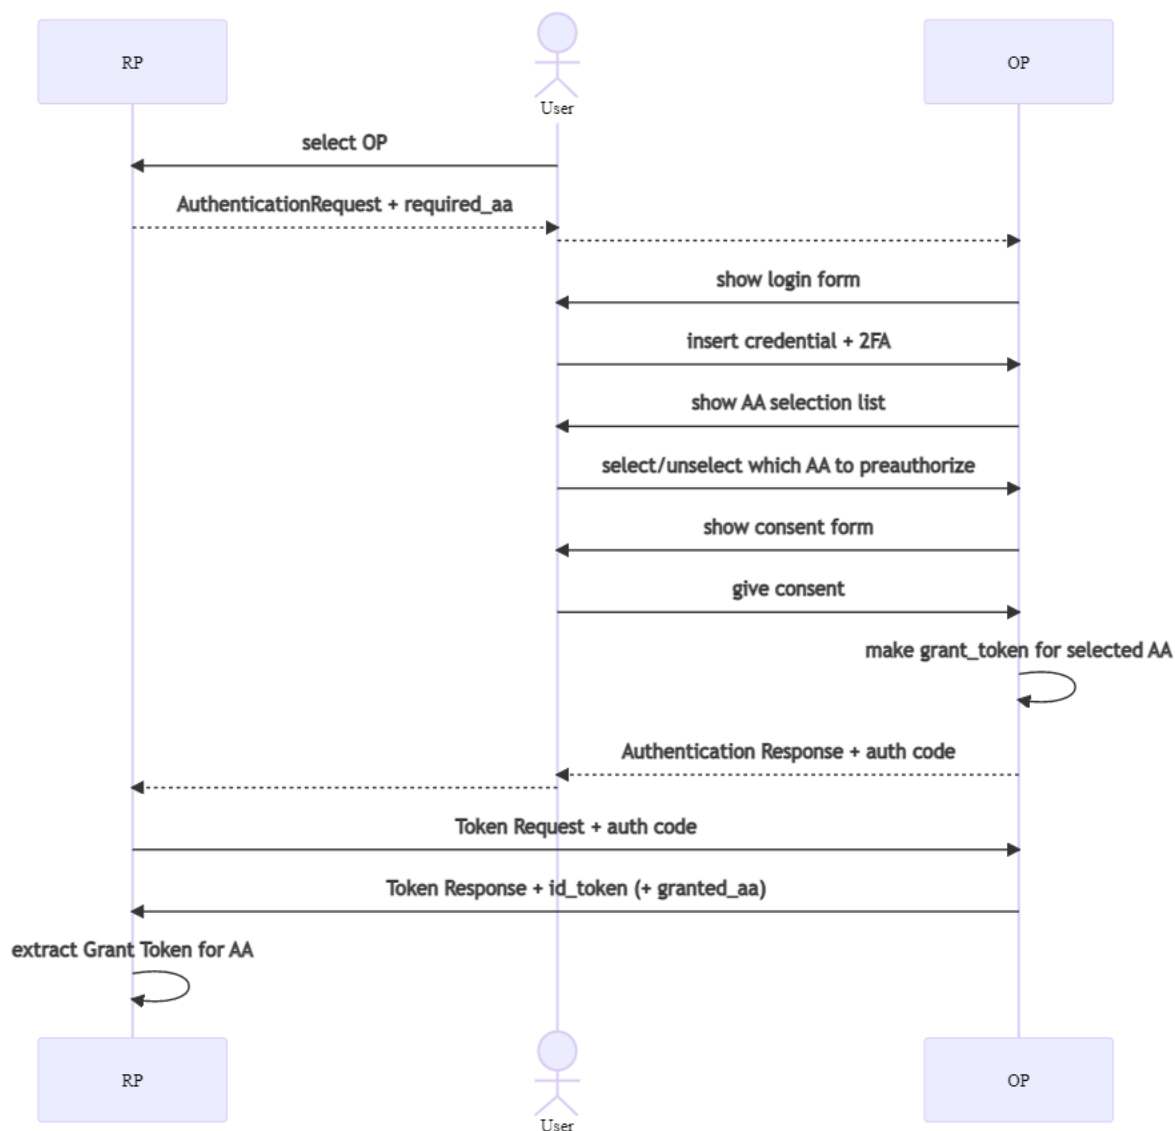 RP
User
OP
select OP
AuthenticationRequest + required_aa
show login form
insert credential + 2FA
show AA selection list
select/unselect which AA to preauthorize
show consent form
give consent
make grant_token for selected AA
Authentication Response + auth code
Token Request + auth code
Token Response + id_token (+ granted_aa)
extract Grant Token for AA
RP
User
OP